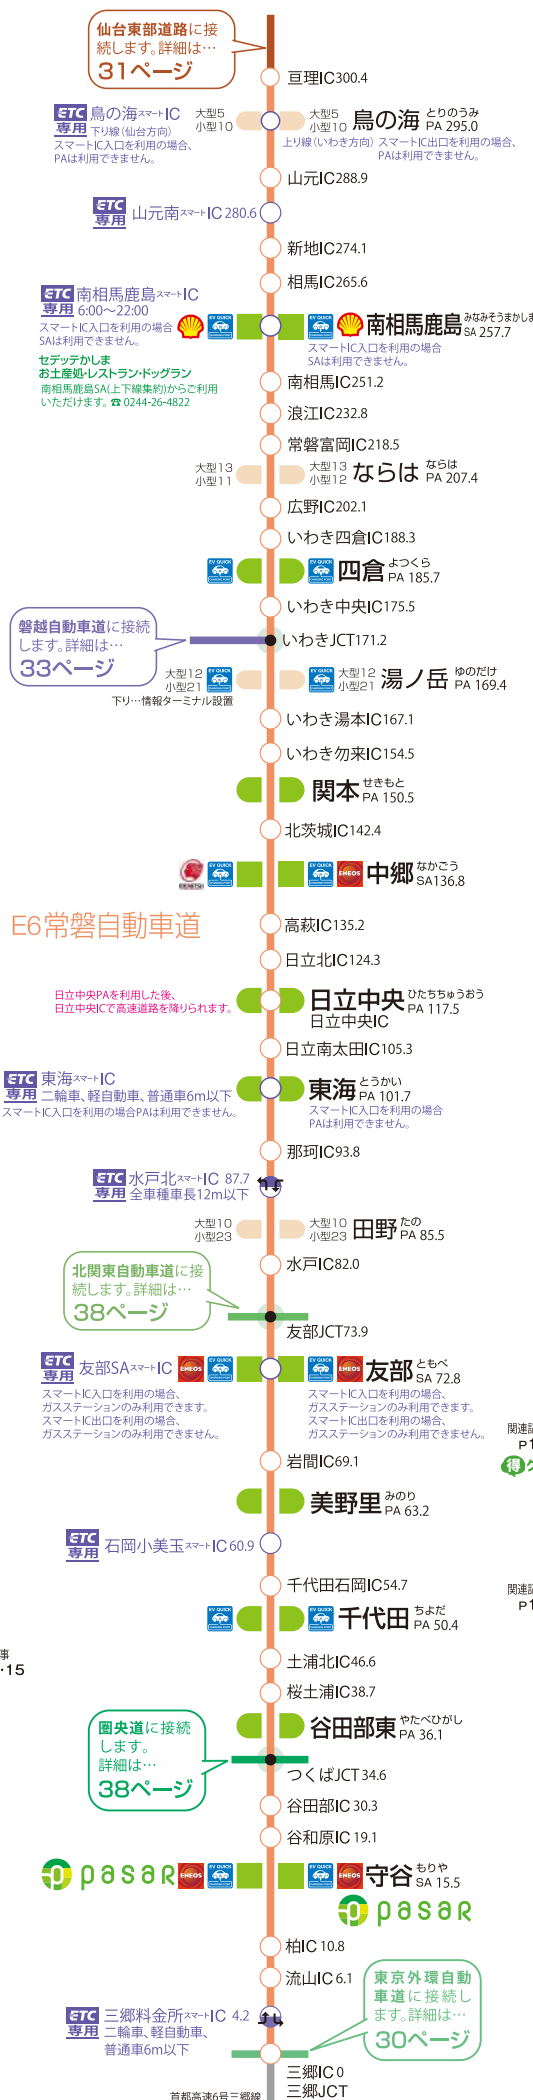 仙台東部道路に接
続します。詳細は…
31ページ
亘理IC300.4
ETC
専用
鳥の海スマートIC
下り線(仙台方向)
スマートIC入口を利用の場合、
PAは利用できません。
大型5
小型10
大型5
小型10
鳥の海
とりのうみ
PA 295.0
上り線(いわき方向)
スマートIC出口を利用の場合、
PAは利用できません。
山元IC288.9
ETC
専用
山元南スマートIC280.6
新地IC274.1
相馬IC265.6
ETC
専用
南相馬鹿島スマートIC
6:00〜22:00
スマートIC入口を利用の場合
SAは利用できません。
EV QUICK
EV QUICK
南相馬鹿島
みなみそうまかしま
SA 257.7
スマートIC入口を利用の場合
SAは利用できません。
セデッテかしま
お土産処・レストラン・ドッグラン
南相馬鹿島SA(上下線集約)からご利用
いただけます。☎0244-26-4822
南相馬IC251.2
浪江IC232.8
常磐富岡IC218.5
大型13
小型11
大型13
小型12
ならは
ならは
PA 207.4
広野IC202.1
いわき四倉IC188.3
EV QUICK
EV QUICK
四倉
よつくら
PA 185.7
いわき中央IC175.5
磐越自動車道に接続
します。詳細は…
33ページ
いわきJCT171.2
大型12
小型21
EV QUICK
下り…情報ターミナル設置
EV QUICK
大型12
小型21
湯ノ岳
ゆのだけ
PA 169.4
いわき湯本IC167.1
いわき勿来IC154.5
関本
せきもと
PA 150.5
北茨城IC142.4
EV QUICK
EV QUICK
ENEOS
中郷
なかごう
SA136.8
E6常磐自動車道
高萩IC135.2
日立北IC124.3
日立中央PAを利用した後、
日立中央ICで高速道路を降りられます。
日立中央
ひたちちゅうおう
PA 117.5
日立中央IC
日立南太田IC105.3
ETC
専用
東海スマートIC
二輪車、軽自動車、普通車6m以下
スマートIC入口を利用の場合PAは利用できません。
東海
とうかい
PA 101.7
スマートIC入口を利用の場合
PAは利用できません。
那珂IC93.8
ETC
専用
水戸北スマートIC 87.7
全車種車長12m以下
大型10
小型23
大型10
小型23
田野
たの
PA 85.5
水戸IC82.0
北関東自動車道に接
続します。詳細は…
38ページ
友部JCT73.9
ETC
専用
友部SAスマートIC
ENEOS
EV QUICK
EV QUICK
ENEOS
友部
ともべ
SA 72.8
スマートIC入口を利用の場合、
ガスステーションのみ利用できます。
スマートIC出口を利用の場合、
ガスステーションのみ利用できません。
スマートIC入口を利用の場合、
ガスステーションのみ利用できます。
スマートIC出口を利用の場合、
ガスステーションのみ利用できません。
岩間IC69.1
美野里
みのり
PA 63.2
ETC
専用
石岡小美玉スマートIC60.9
千代田石岡IC54.7
EV QUICK
EV QUICK
千代田
ちよだ
PA 50.4
土浦北IC46.6
桜土浦IC38.7
谷田部東
やたべひがし
PA 36.1
圏央道に接続
します。
詳細は…
38ページ
つくばJCT34.6
谷田部IC30.3
谷和原IC19.1
pasar
ENEOS
EV QUICK
EV QUICK
ENEOS
守谷
もりや
SA 15.5
pasar
柏IC10.8
流山IC6.1
ETC
専用
三郷料金所スマートIC 4.2
二輪車、軽自動車、
普通車6m以下
東京外環自動
車道に接続し
ます。詳細は…
30ページ
三郷IC0
三郷JCT
首都高速6号三郷線
得